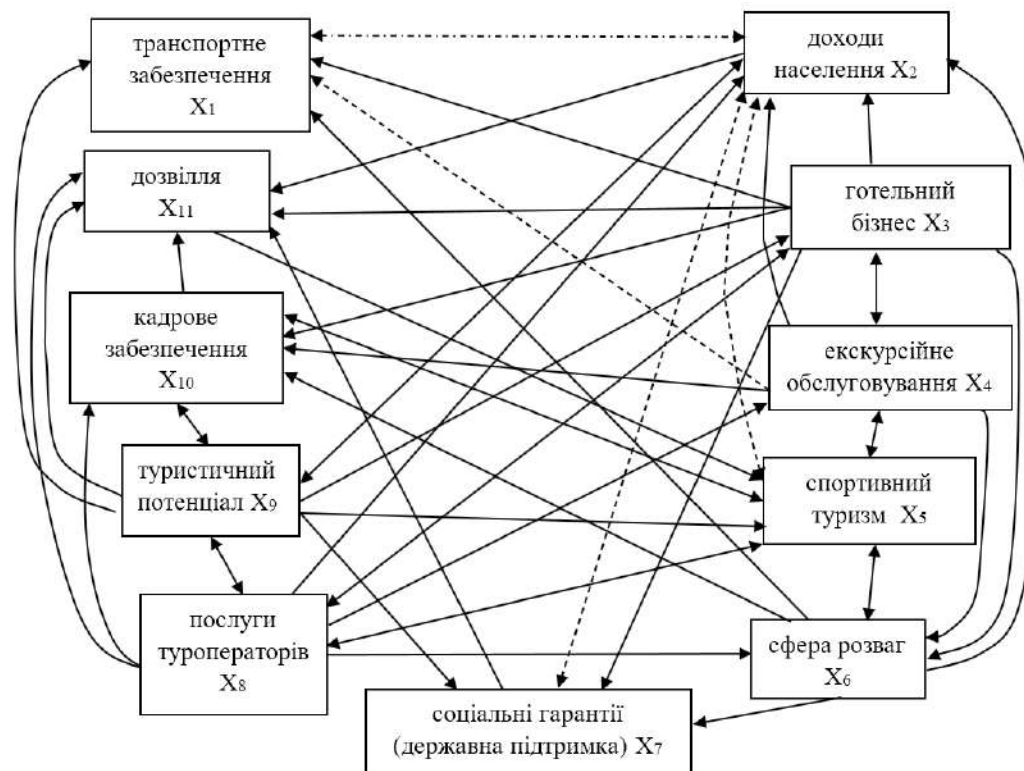 транспортне
забезпечення
X1
доходи
населення X2
дозвілля
X11
готельний
бізнес X3
кадрове
забезпечення
X10
екскурсійне
обслуговування X4
туристичний
потенціал X9
спортивний
туризм X5
послуги
туроператорів
X8
сфера розваг
X6
соціальні гарантії
(державна підтримка) X7